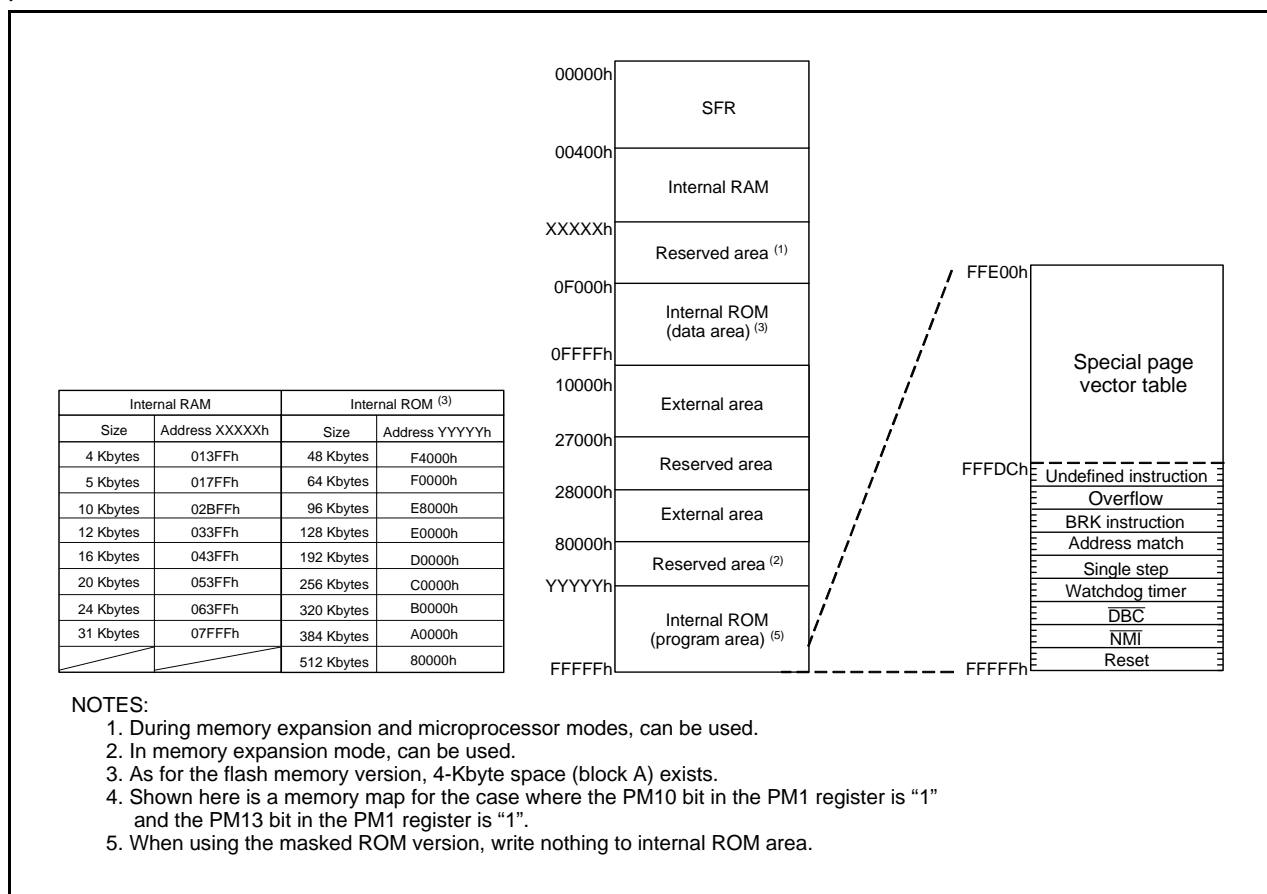 00000h
SFR
00400h
Internal RAM
XXXXXh
Reserved area (1)
0F000h
Internal ROM
(data area) (3)
0FFFFh
10000h
External area
27000h
Reserved area
28000h
External area
80000h
Reserved area (2)
YYYYYh
Internal ROM
(program area) (5)
FFFFFh
FFE00h
Special page
vector table
FFFDCh
Undefined instruction
Overflow
BRK instruction
Address match
Single step
Watchdog timer
DBC
NMI
Reset
FFFFFh
Internal RAM Internal ROM (3)
Size Address XXXXXh Size Address YYYYYh
4 Kbytes 013FFh 48 Kbytes F4000h
5 Kbytes 017FFh 64 Kbytes F0000h
10 Kbytes 02BFFh 96 Kbytes E8000h
12 Kbytes 033FFh 128 Kbytes E0000h
16 Kbytes 043FFh 192 Kbytes D0000h
20 Kbytes 053FFh 256 Kbytes C0000h
24 Kbytes 063FFh 320 Kbytes B0000h
31 Kbytes 07FFFh 384 Kbytes A0000h
512 Kbytes 80000h
NOTES:
1. During memory expansion and microprocessor modes, can be used.
2. In memory expansion mode, can be used.
3. As for the flash memory version, 4-Kbyte space (block A) exists.
4. Shown here is a memory map for the case where the PM10 bit in the PM1 register is “1”
and the PM13 bit in the PM1 register is “1”.
5. When using the masked ROM version, write nothing to internal ROM area.